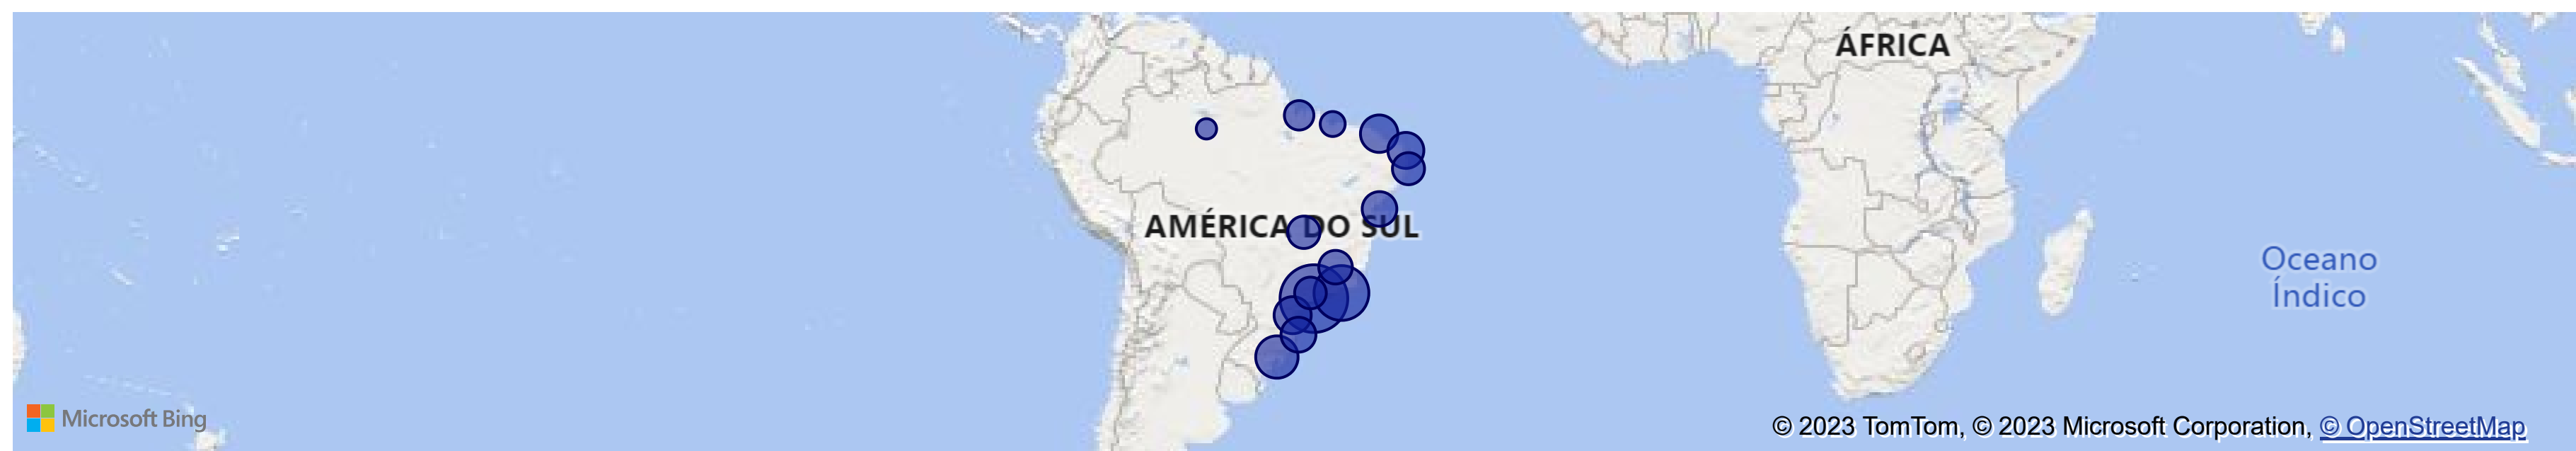 ÁFRICA
AMÉRICA DO SUL
Oceano
Índico
Microsoft Bing
© 2023 TomTom, © 2023 Microsoft Corporation, © OpenStreetMap